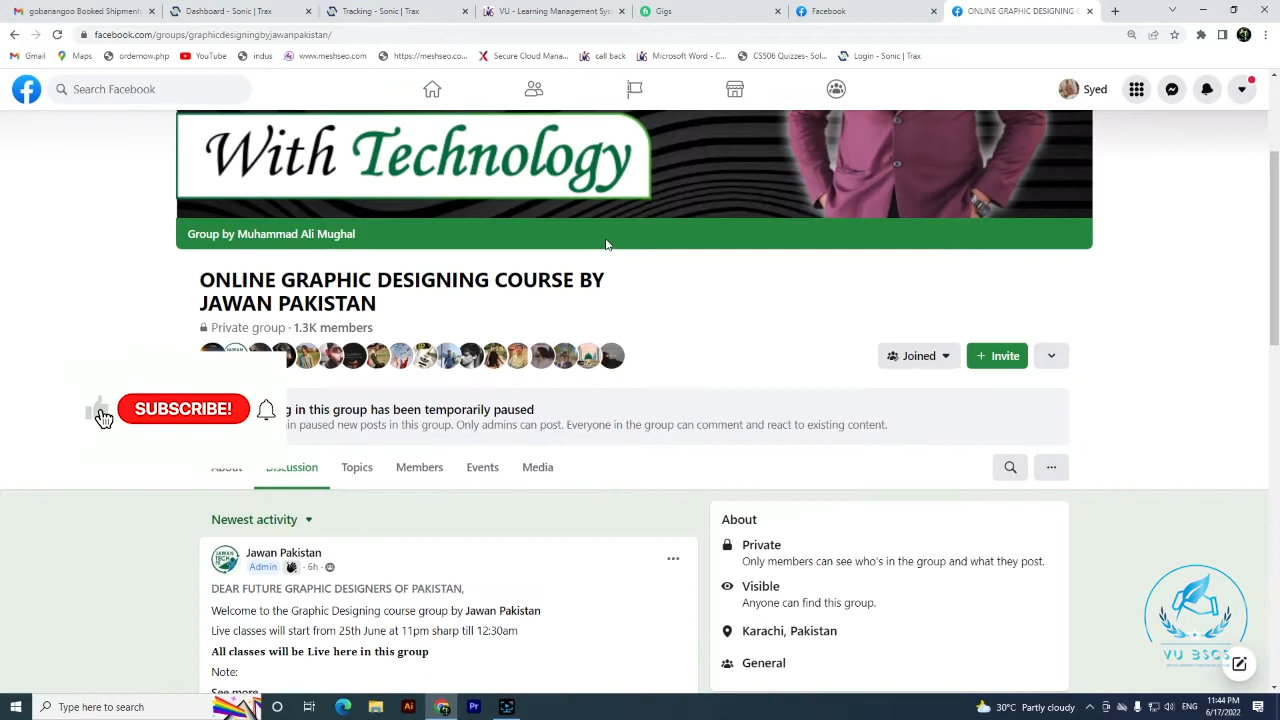 gobanangoo Booked Shipments
Dashboard - Sonic | Trax
Tracking - Sonic | Trax
VU - Learning Management Sys
Gigs
Facebook
ONLINE GRAPHIC DESIGNING C
facebook.com/groups/graphicdesigningbyjawanpakistan/
Gmail
Maps
ordernow.php
YouTube
indus
www.meshseo.com
https://meshseo.co...
Secure Cloud Mana...
call back
Microsoft Word - C...
CS506 Quizzes- Sol...
Login - Sonic | Trax
Search Facebook
Syed
With Technology
Group by Muhammad Ali Mughal
ONLINE GRAPHIC DESIGNING COURSE BY
JAWAN PAKISTAN
Private group · 1.3K members
Joined
+ Invite
SUBSCRIBE!
g in this group has been temporarily paused
in paused new posts in this group. Only admins can post. Everyone in the group can comment and react to existing content.
About
Discussion
Topics
Members
Events
Media
Newest activity
Jawan Pakistan
Admin
· 6h ·
DEAR FUTURE GRAPHIC DESIGNERS OF PAKISTAN,
Welcome to the Graphic Designing course group by Jawan Pakistan
Live classes will start from 25th June at 11pm sharp till 12:30am
All classes will be Live here in this group
Note:
See more
About
Private
Only members can see who's in the group and what they post.
Visible
Anyone can find this group.
Karachi, Pakistan
General
VU BSCS
Type here to search
30°C Partly cloudy
11:44 PM
6/17/2022